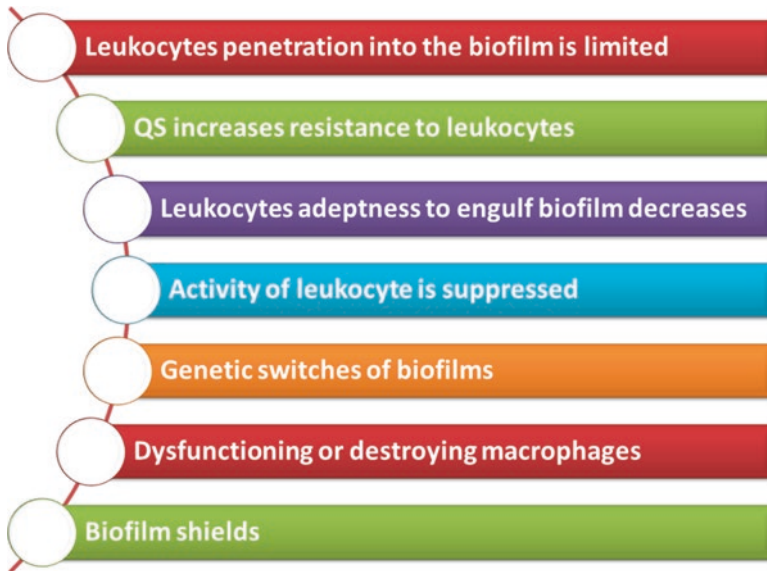 Leukocytes penetration into the biofilm is limited
QS increases resistance to leukocytes
Leukocytes adeptness to engulf biofilm decreases
Activity of leukocyte is suppressed
Genetic switches of biofilms
Dysfunctioning or destroying macrophages
Biofilm shields